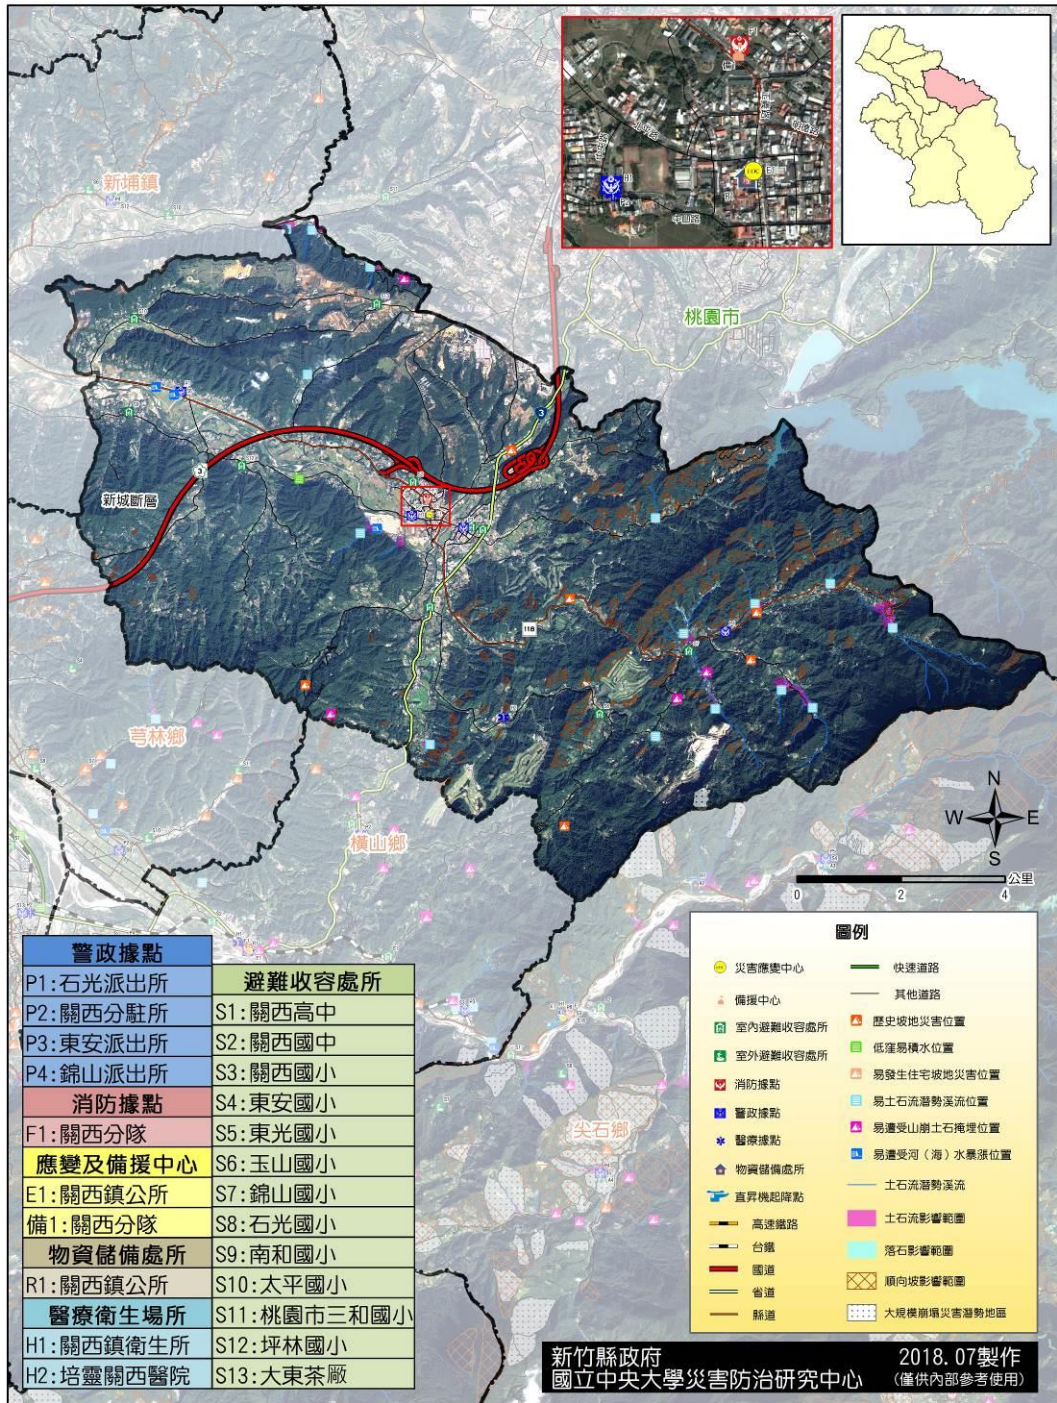 新埔鎮
桃園市
新城斷層
3
3
118
芎林鄉
橫山鄉
尖石鄉
中山路
N
W
E
S
0
2
4
公里
警政據點
P1:石光派出所
P2:關西分駐所
P3:東安派出所
P4:錦山派出所
消防據點
F1:關西分隊
應變及備援中心
E1:關西鎮公所
備1:關西分隊
物資儲備處所
R1:關西鎮公所
醫療衛生場所
H1:關西鎮衛生所
H2:培靈關西醫院
避難收容處所
S1:關西高中
S2:關西國中
S3:關西國小
S4:東安國小
S5:東光國小
S6:玉山國小
S7:錦山國小
S8:石光國小
S9:南和國小
S10:太平國小
S11:桃園市三和國小
S12:坪林國小
S13:大東茶廠
圖例
災害應變中心
備援中心
室內避難收容處所
室外避難收容處所
消防據點
警政據點
醫療據點
物資儲備處所
直昇機起降點
高速鐵路
台鐵
國道
省道
縣道
快速道路
其他道路
歷史坡地災害位置
低窪易積水位置
易發生住宅坡地災害位置
易土石流潛勢溪流位置
易遭受山崩土石掩埋位置
易遭受河（海）水暴漲位置
土石流潛勢溪流
土石流影響範圍
落石影響範圍
順向坡影響範圍
大規模崩塌災害潛勢地區
新竹縣政府
國立中央大學災害防治研究中心
2018.07製作
(僅供內部參考使用)